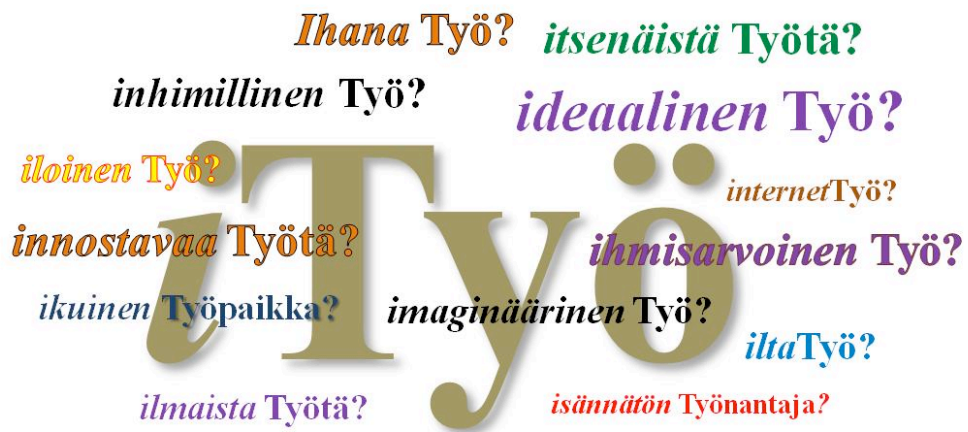 Ihana Työ?
itsenäistä Työtä?
inhimillinen Työ?
ideaalinen Työ?
iloinen Työ?
internetTyö?
iTyö
innostavaa Työtä?
ihmisarvoinen Työ?
ikuinen Työpaikka?
imaginäärinen Työ?
iltaTyö?
ilmaista Työtä?
isännätön Työnantaja?